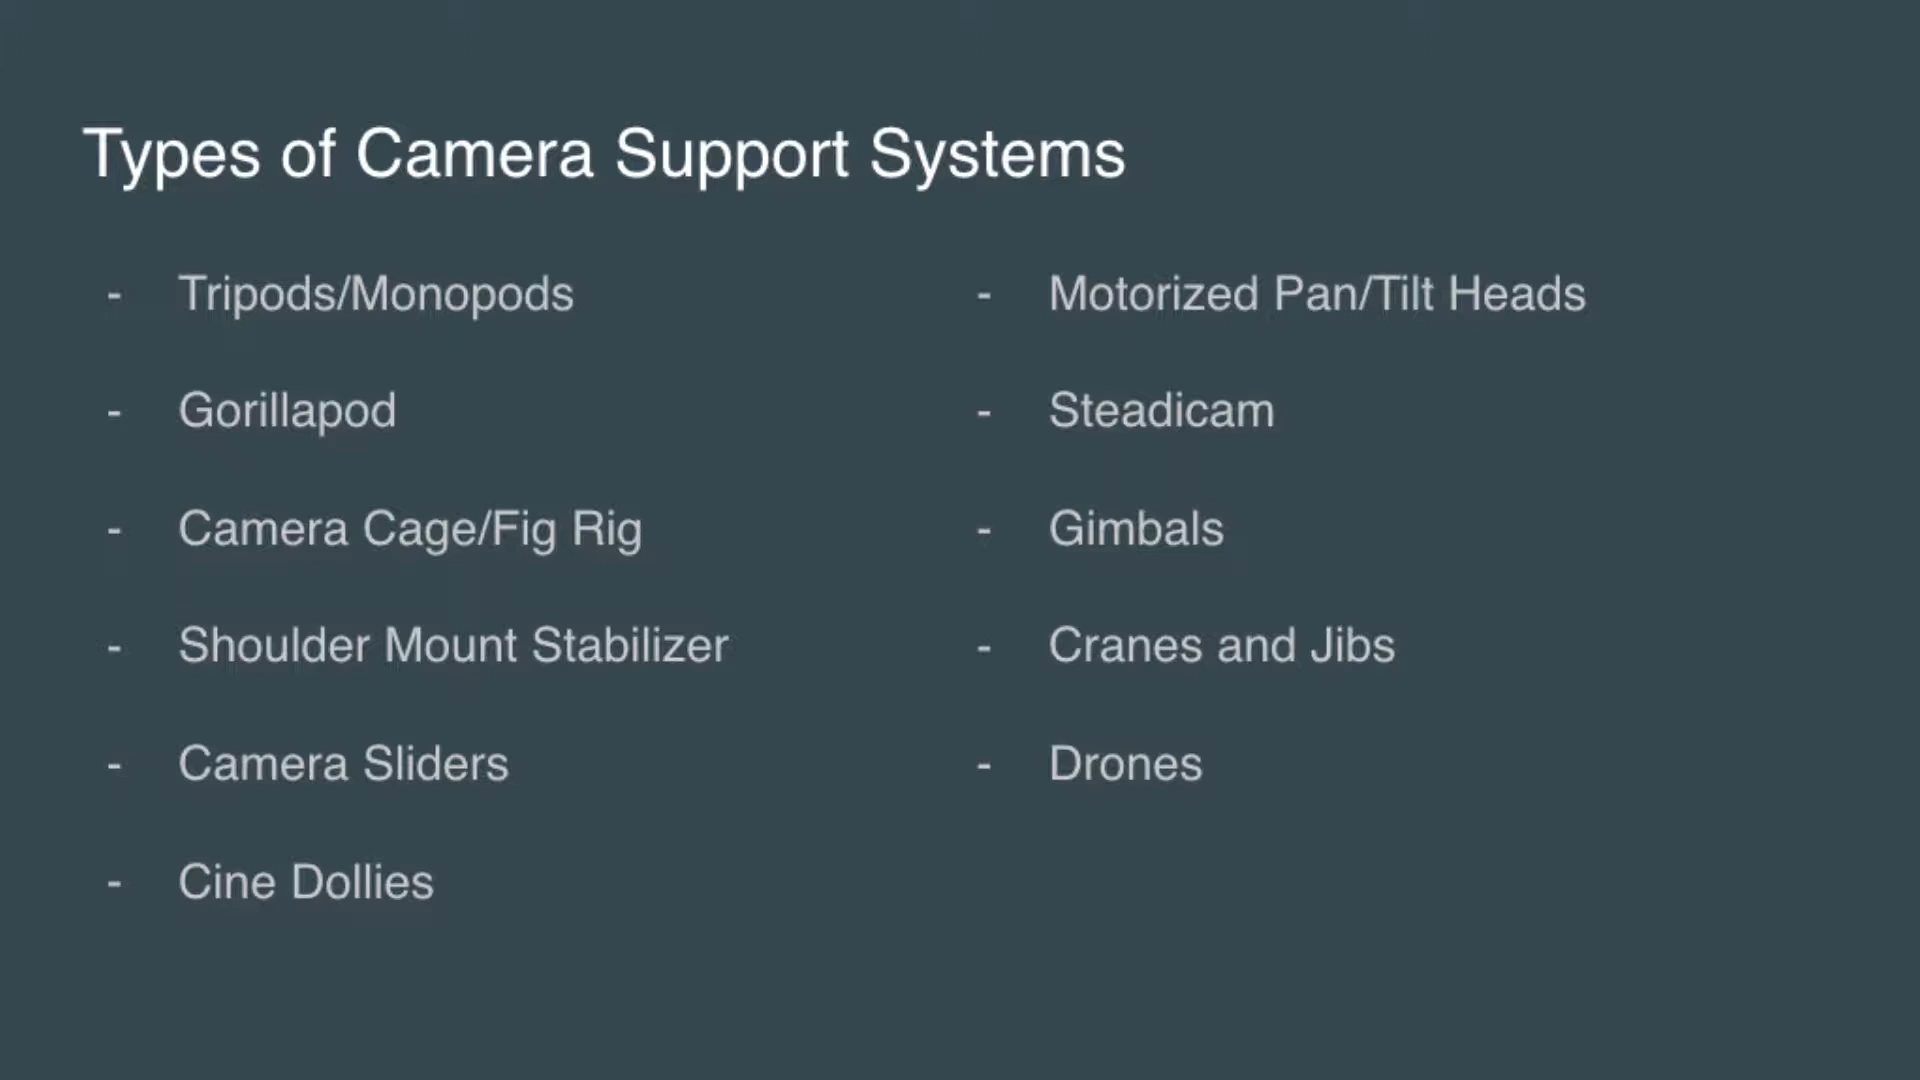 Types of Camera Support Systems
- Tripods/Monopods
- Gorillapod
- Camera Cage/Fig Rig
- Shoulder Mount Stabilizer
- Camera Sliders
- Cine Dollies
- Motorized Pan/Tilt Heads
- Steadicam
- Gimbals
- Cranes and Jibs
- Drones